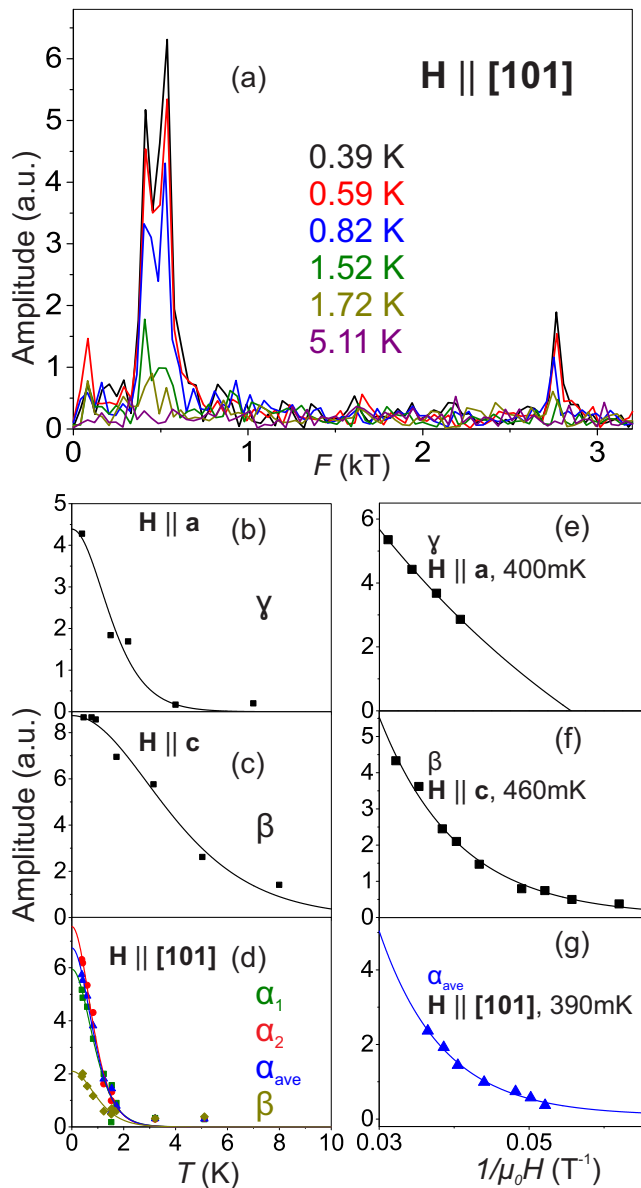 (a)
H || [101]
0.39 K
0.59 K
0.82 K
1.52 K
1.72 K
5.11 K
Amplitude (a.u.)
6
5
4
3
2
1
0
0 1 2 3
F (kT)
(b)
H || a
γ
5
4
3
2
1
0
(c)
H || c
β
8
6
4
2
0
Amplitude (a.u.)
(d)
H || [101]
α1
α2
αave
β
6
4
2
0
0 2 4 6 8 10
T (K)
(e)
γ
H || a, 400mK
6
4
2
0
(f)
β
H || c, 460mK
5
4
3
2
1
0
(g)
αave
H || [101], 390mK
4
2
0
0.03 0.05
1/μ0H (T-1)